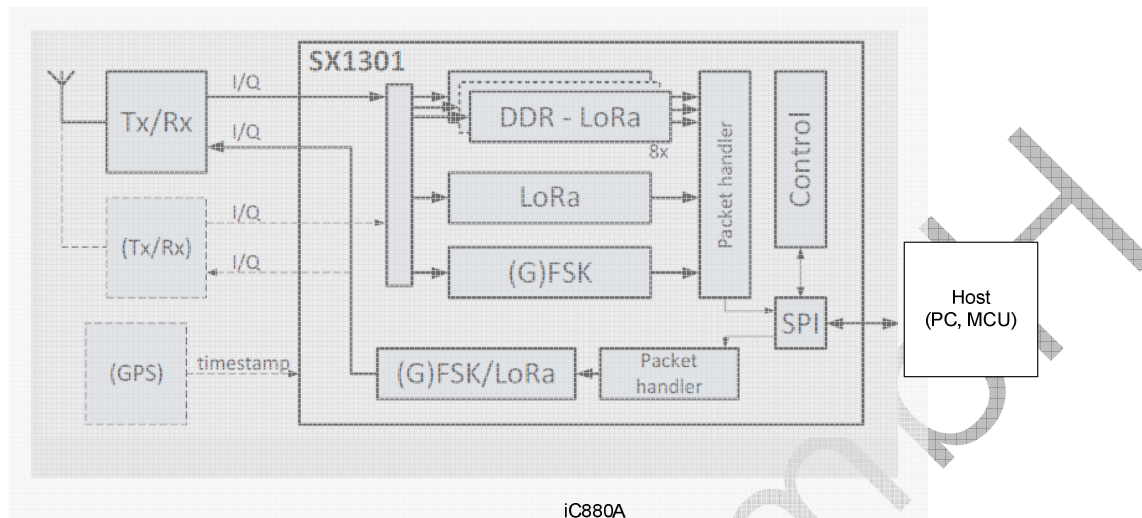 SX1301
I/Q
Tx/Rx
I/Q
DDR - LoRa
8x
LoRa
(G)FSK
Packet handler
Control
(Tx/Rx)
I/Q
I/Q
(GPS)
timestamp
(G)FSK/LoRa
Packet
handler
SPI
Host
(PC, MCU)
iC880A
mbH